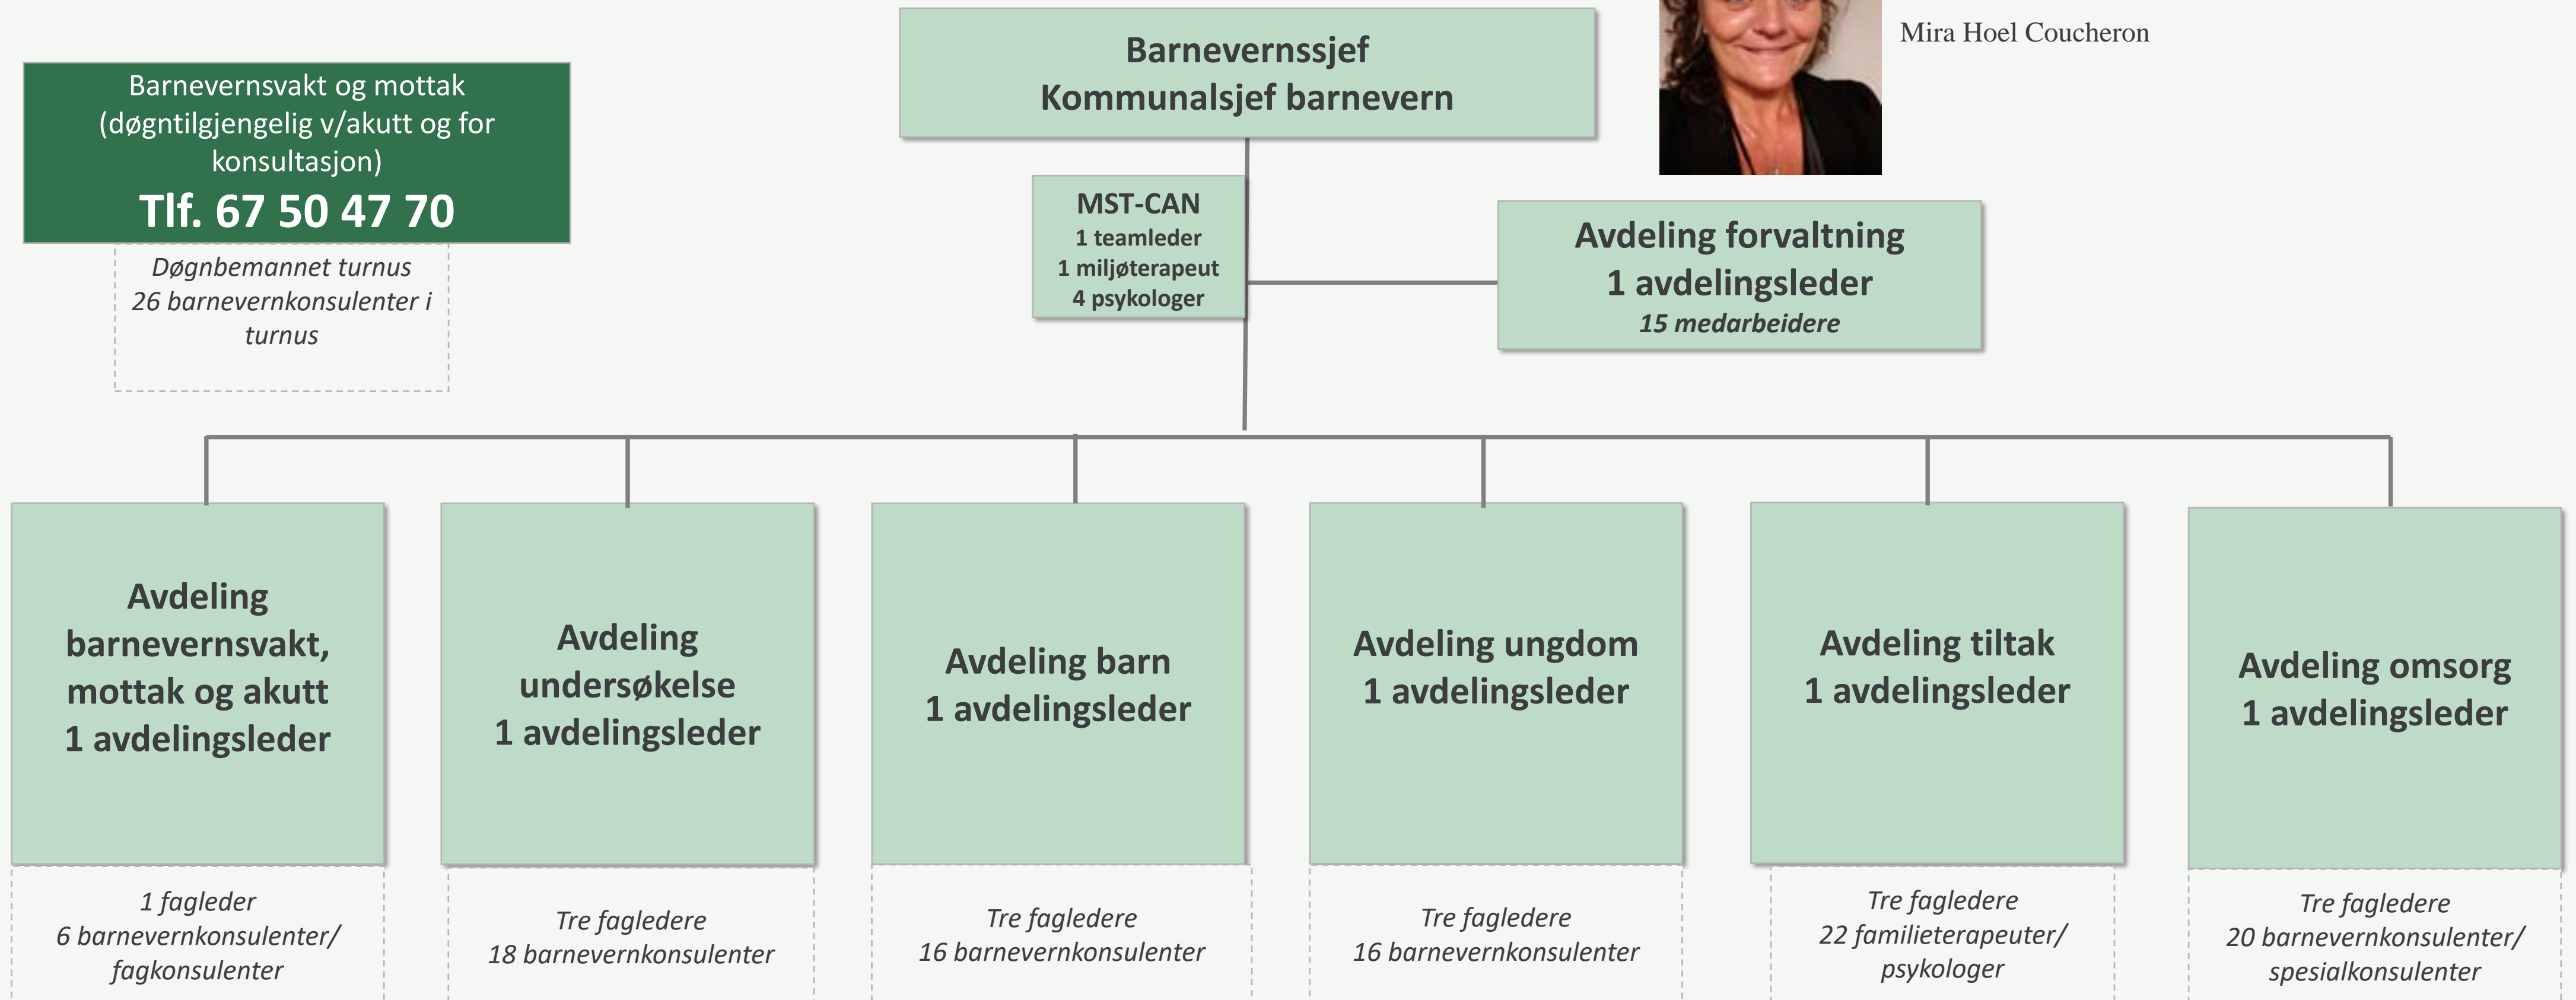 Barnevernssjef
Kommunalsjef barnevern
Mira Hoel Coucheron
Barnevernsvakt og mottak
(døgntilgjengelig v/akutt og for
konsultasjon)
Tlf. 67 50 47 70
Døgnbemannet turnus
26 barnevernkonsulenter i
turnus
MST-CAN
1 teamleder
1 miljøterapeut
4 psykologer
Avdeling forvaltning
1 avdelingsleder
15 medarbeidere
Avdeling
barnevernsvakt,
mottak og akutt
1 avdelingsleder
1 fagleder
6 barnevernkonsulenter/
fagkonsulenter
Avdeling
undersøkelse
1 avdelingsleder
Tre fagledere
18 barnevernkonsulenter
Avdeling barn
1 avdelingsleder
Tre fagledere
16 barnevernkonsulenter
Avdeling ungdom
1 avdelingsleder
Tre fagledere
16 barnevernkonsulenter
Avdeling tiltak
1 avdelingsleder
Tre fagledere
22 familieterapeuter/
psykologer
Avdeling omsorg
1 avdelingsleder
Tre fagledere
20 barnevernkonsulenter/
spesialkonsulenter